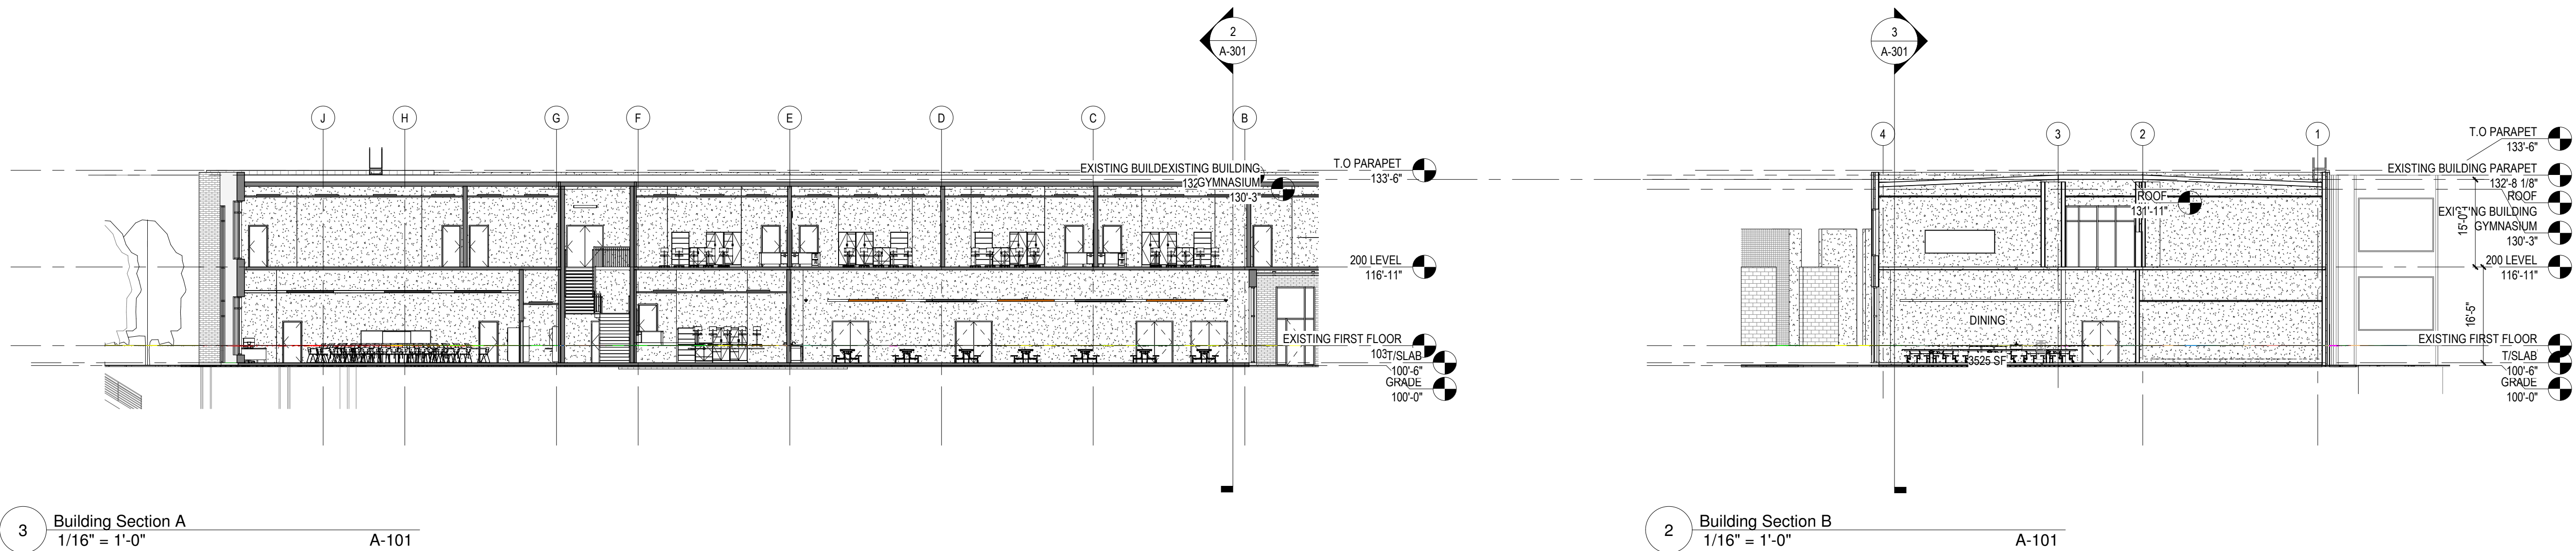 2
A-301
J
H
G
F
E
D
C
B
EXISTING BUILDEXISTING BUILDING
132 GYMNASIUM
130'-3"
T.O PARAPET
133'-6"
200 LEVEL
116'-11"
EXISTING FIRST FLOOR
103
T/SLAB
100'-6"
GRADE
100'-0"
3
Building Section A
1/16" = 1'-0"
A-101
3
A-301
4
3
2
1
T.O PARAPET
133'-6"
EXISTING BUILDING PARAPET
132'-8 1/8"
ROOF
ROOF
131'-11"
EXISTING BUILDING
GYMNASIUM
130'-3"
15'-0"
200 LEVEL
116'-11"
16'-5"
DINING
3525 SF
EXISTING FIRST FLOOR
T/SLAB
100'-6"
GRADE
100'-0"
2
Building Section B
1/16" = 1'-0"
A-101